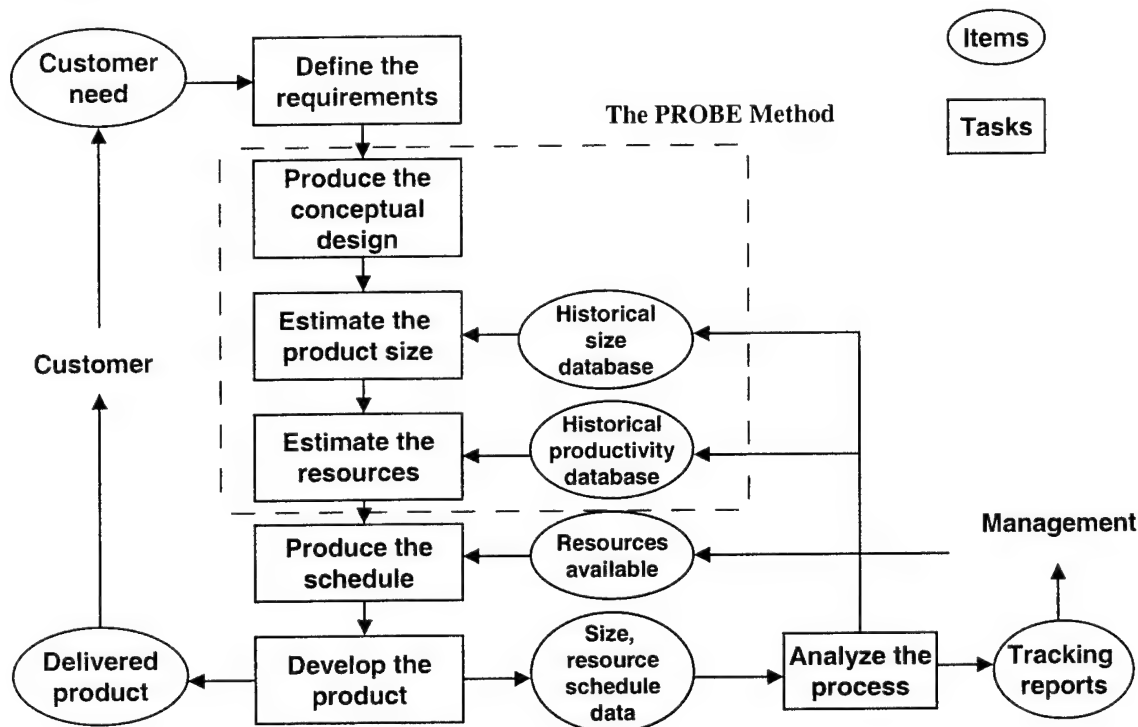 Customer
need
Define the
requirements
Items
The PROBE Method
Tasks
Produce the
conceptual
design
Estimate the
product size
Historical
size
database
Customer
Estimate the
resources
Historical
productivity
database
Management
Produce the
schedule
Resources
available
Delivered
product
Develop the
product
Size,
resource
schedule
data
Analyze the
process
Tracking
reports